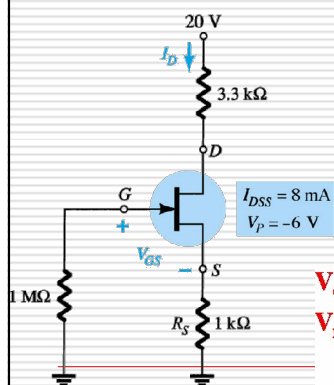 20 V
I_D
3.3 kΩ
D
G
I_DSS = 8 mA
V_P = −6 V
+
V_GS
−
S
1 MΩ
R_S 1 kΩ
V
V